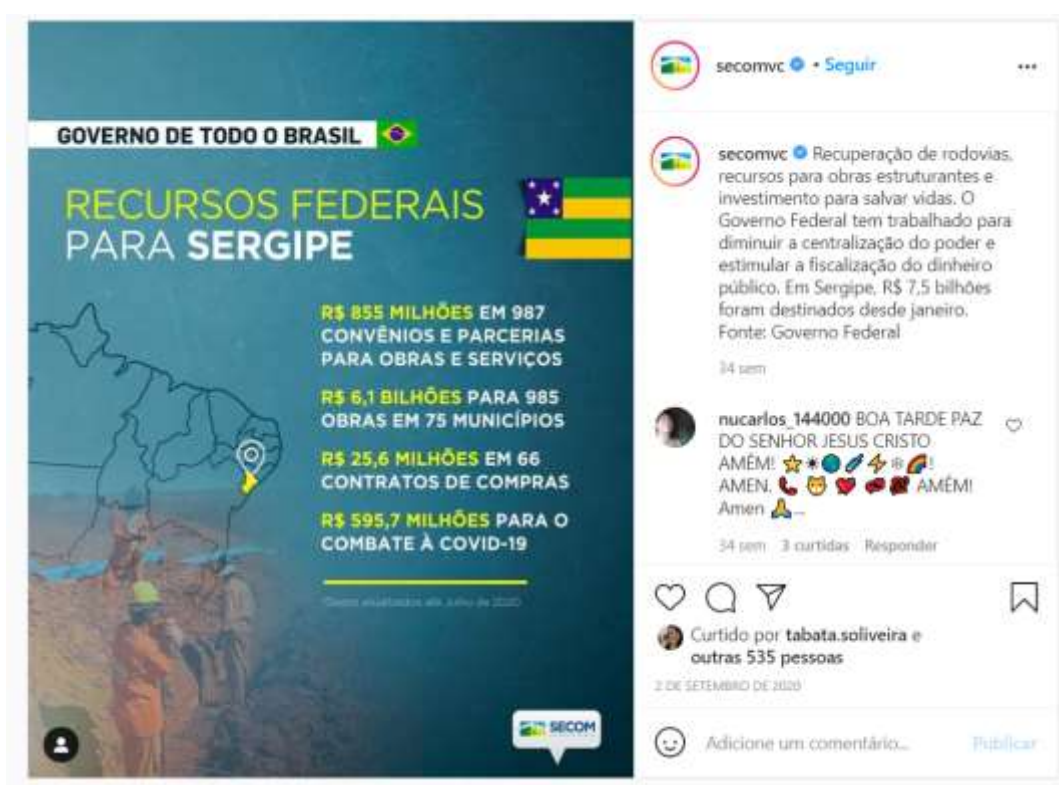 GOVERNO DE TODO O BRASIL
RECURSOS FEDERAIS
PARA SERGIPE
R$ 855 MILHÕES EM 987
CONVÊNIOS E PARCERIAS
PARA OBRAS E SERVIÇOS
R$ 6,1 BILHÕES PARA 985
OBRAS EM 75 MUNICÍPIOS
R$ 25,6 MILHÕES EM 66
CONTRATOS DE COMPRAS
R$ 595,7 MILHÕES PARA O
COMBATE À COVID-19
*Dados atualizados até Julho de 2020
SECOM
secomvc • Seguir
secomvc Recuperação de rodovias,
recursos para obras estruturantes e
investimento para salvar vidas. O
Governo Federal tem trabalhado para
diminuir a centralização do poder e
estimular a fiscalização do dinheiro
público. Em Sergipe, R$ 7,5 bilhões
foram destinados desde janeiro.
Fonte: Governo Federal
34 sem
nucarlos_144000 BOA TARDE PAZ
DO SENHOR JESUS CRISTO
AMÉM! !
AMEN. AMÉM!
Amen ...
34 sem 3 curtidas Responder
Curtido por tabata.soliveira e
outras 535 pessoas
2 DE SETEMBRO DE 2020
Adicione um comentário... Publicar